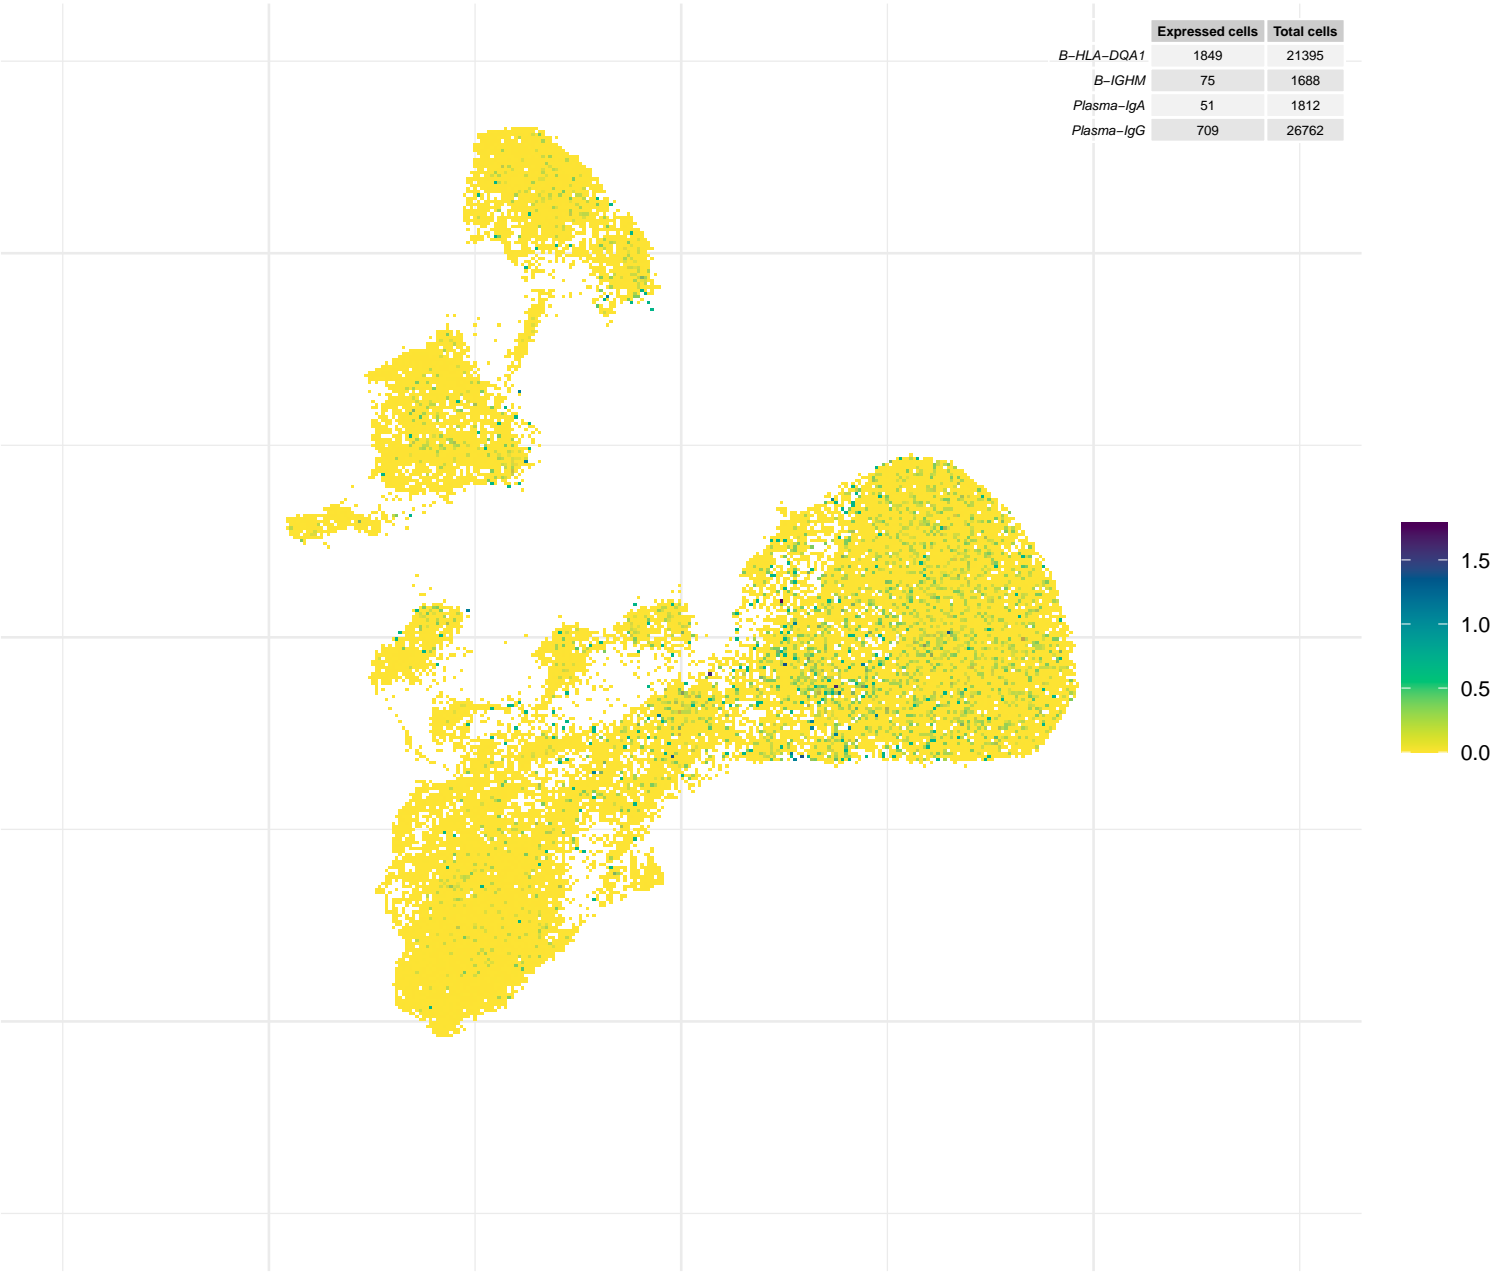 Expressed cells Total cells
B−HLA−DQA1 1849 21395
B−IGHM 75 1688
Plasma−IgA 51 1812
Plasma−IgG 709 26762
1.5
1.0
0.5
0.0